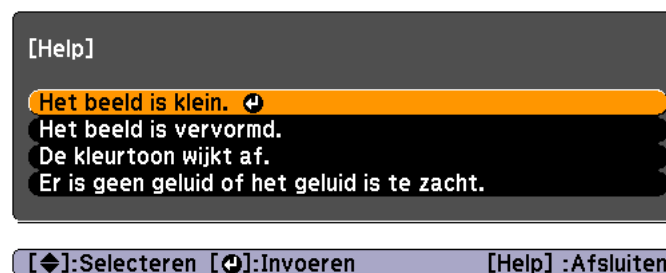 [Help]
Het beeld is klein.
Het beeld is vervormd.
De kleurtoon wijkt af.
Er is geen geluid of het geluid is te zacht.
[◆]:Selecteren [⏎]:Invoeren [Help] :Afsluiten